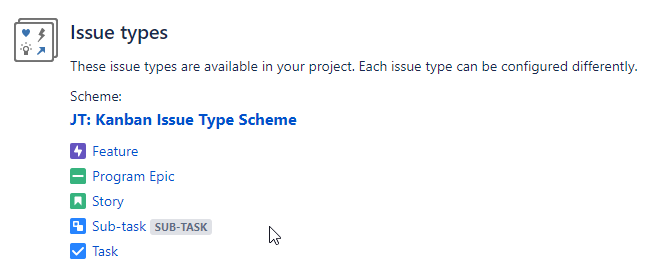 Issue types
These issue types are available in your project. Each issue type can be configured differently.
Scheme:
JT: Kanban Issue Type Scheme
Feature
Program Epic
Story
Sub-task SUB-TASK
Task